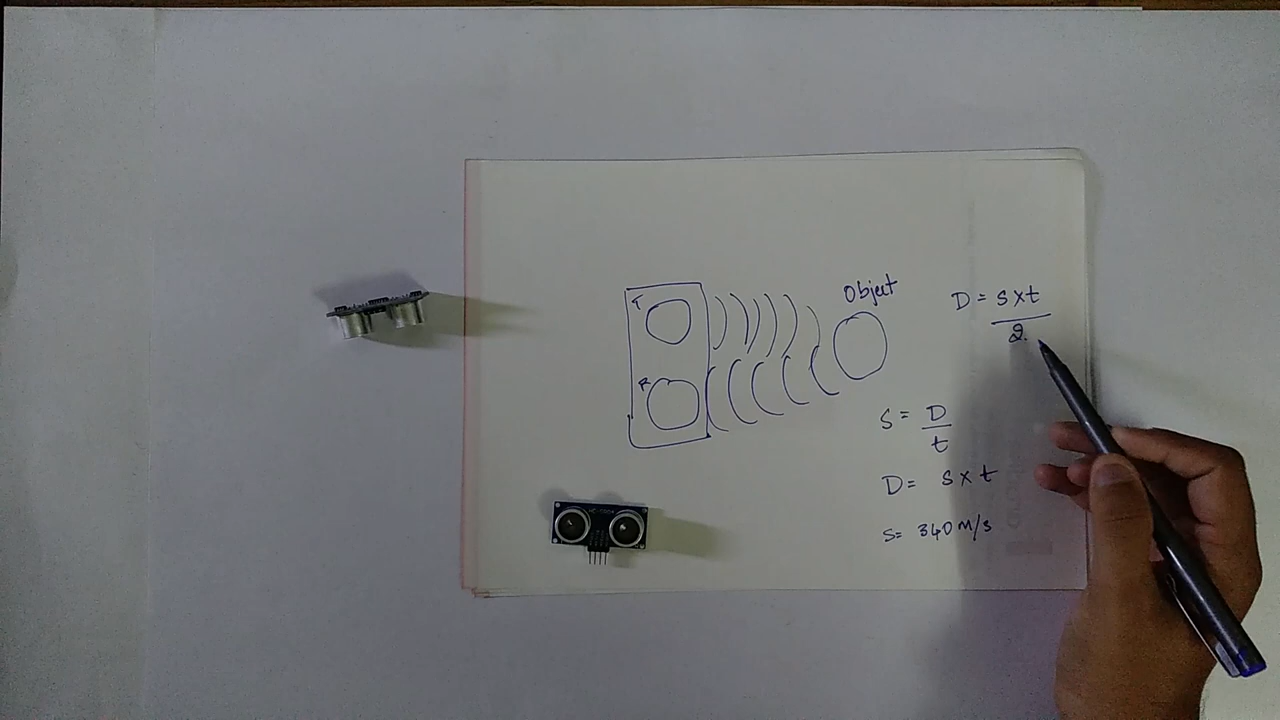 Object
T
R
D = s x t
2.
S = D
t
D = s x t
S = 340 M/s